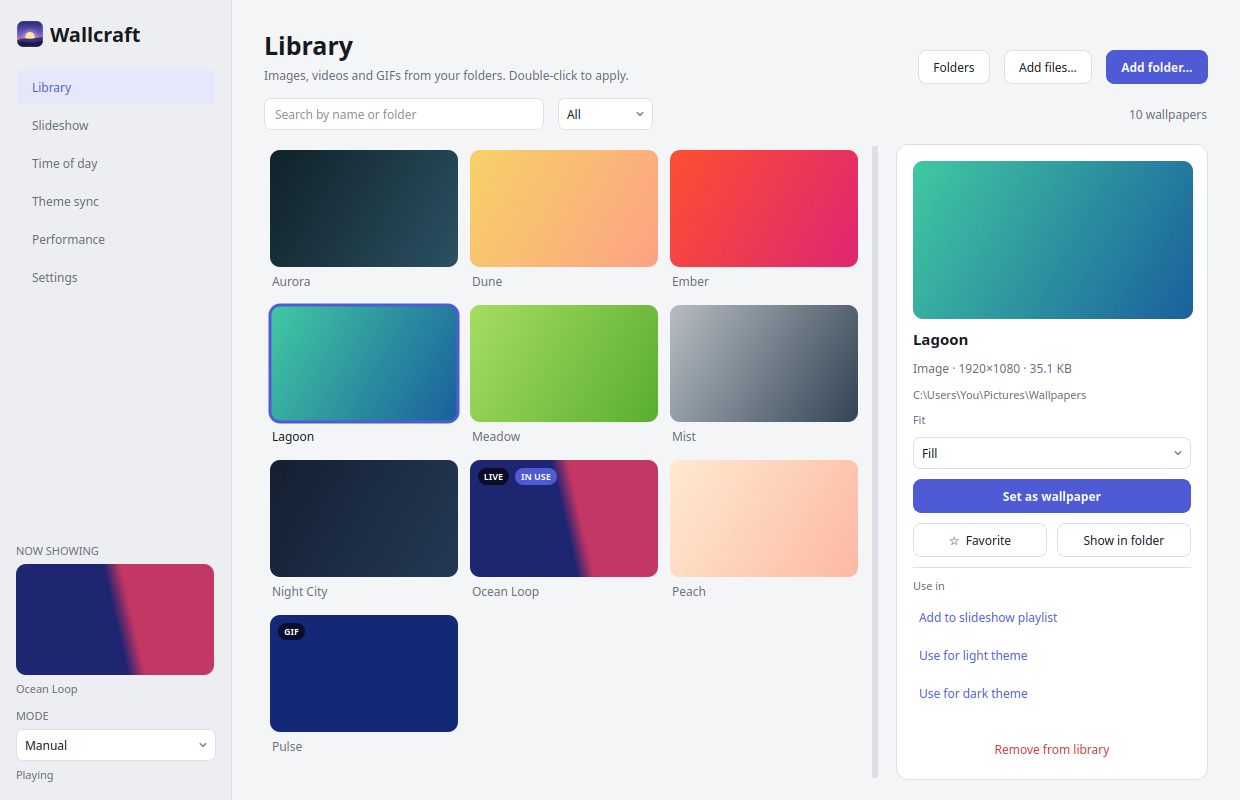 Wallcraft
Library
Slideshow
Time of day
Theme sync
Performance
Settings
NOW SHOWING
Ocean Loop
MODE
Manual
Playing
Library
Images, videos and GIFs from your folders. Double-click to apply.
Folders
Add files...
Add folder...
Search by name or folder
All
10 wallpapers
Aurora
Dune
Ember
Lagoon
Meadow
Mist
LIVE
IN USE
Night City
Ocean Loop
Peach
GIF
Pulse
Lagoon
Image · 1920×1080 · 35.1 KB
C:\Users\You\Pictures\Wallpapers
Fit
Fill
Set as wallpaper
☆ Favorite
Show in folder
Use in
Add to slideshow playlist
Use for light theme
Use for dark theme
Remove from library